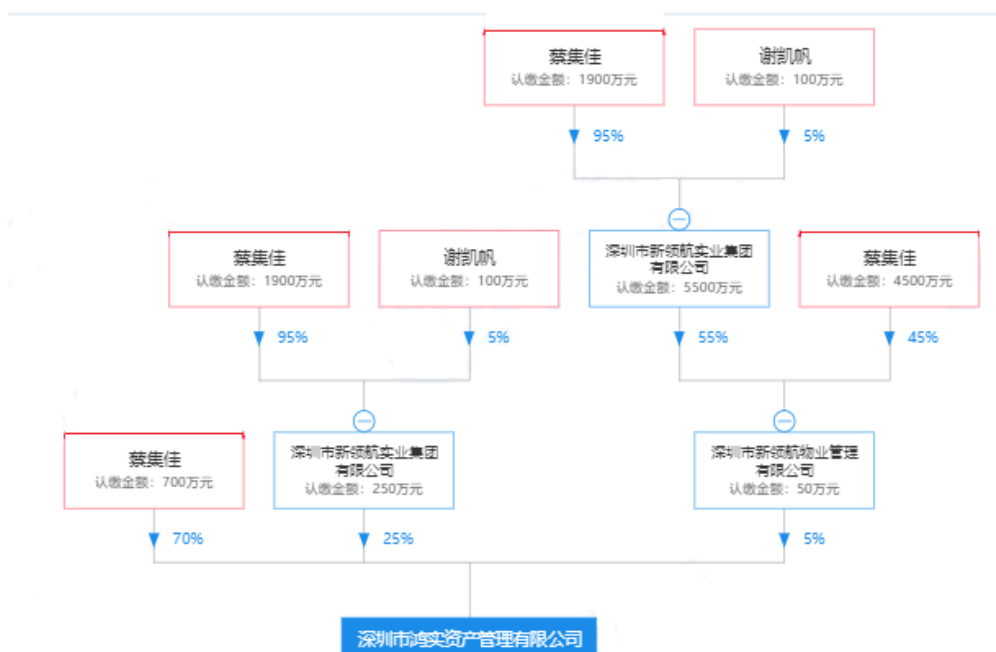 蔡集佳
认缴金额：1900万元
谢凯帆
认缴金额：100万元
95%
5%
深圳市新领航实业集团
有限公司
认缴金额：5500万元
蔡集佳
认缴金额：1900万元
谢凯帆
认缴金额：100万元
蔡集佳
认缴金额：4500万元
95%
5%
55%
45%
蔡集佳
认缴金额：700万元
深圳市新领航实业集团
有限公司
认缴金额：250万元
深圳市新领航物业管理
有限公司
认缴金额：50万元
70%
25%
5%
深圳市鸿实资产管理有限公司